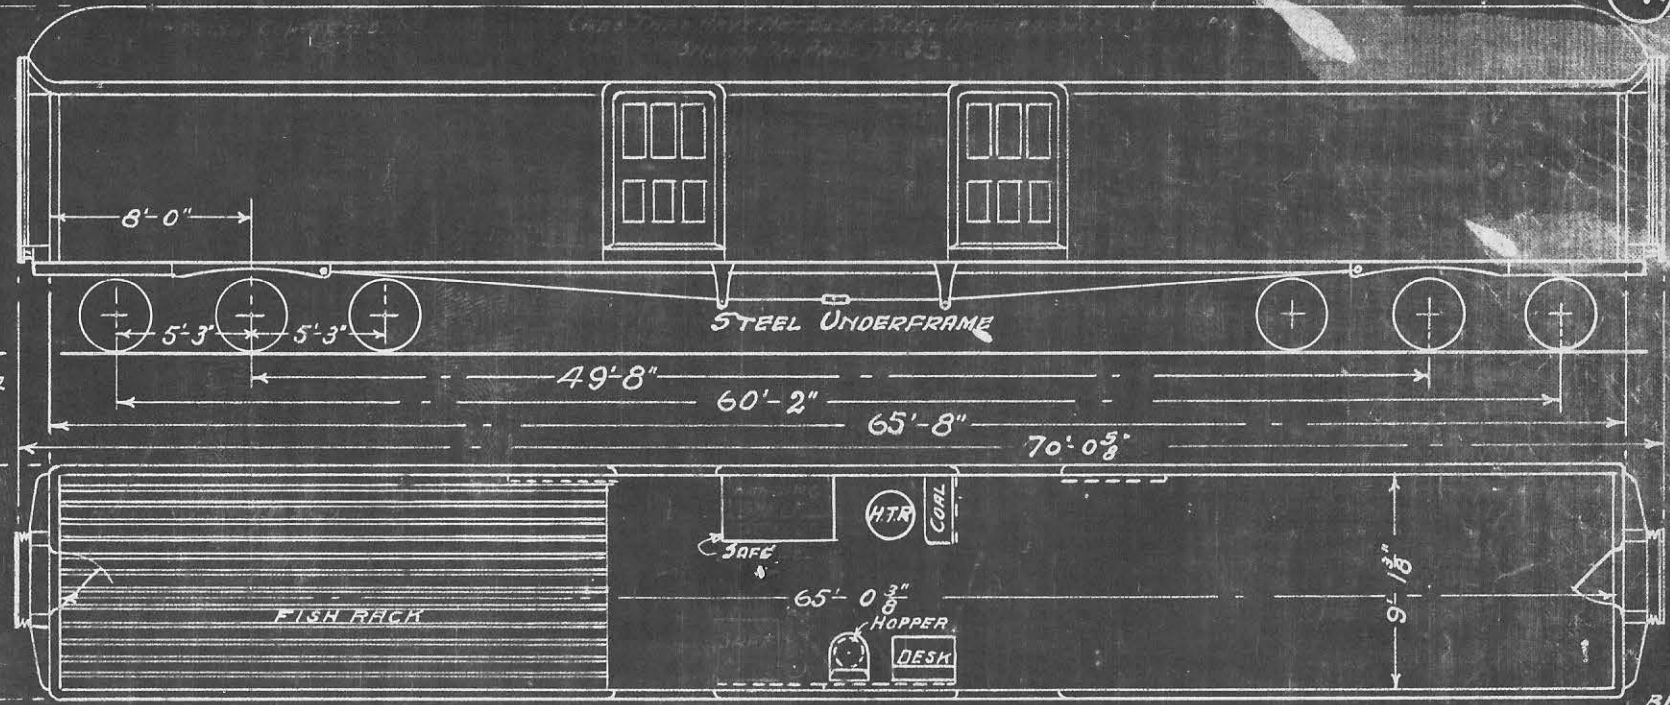 8'-0"
5'-3" 5'-3"
STEEL UNDERFRAME
49'-8"
60'-2"
65'-8"
70'-0 5/8"
H.T.R
COAL
SAFE
9'-1 3/8"
65'-0 3/8"
FISH RACK
HOPPER
DESK